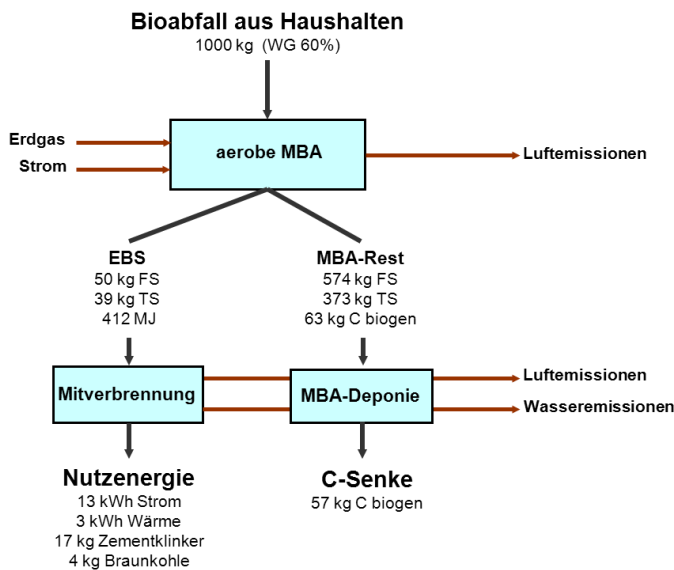 Bioabfall aus Haushalten
1000 kg (WG 60%)
Erdgas
Strom
aerobe MBA
Luftemissionen
EBS
50 kg FS
39 kg TS
412 MJ
MBA-Rest
574 kg FS
373 kg TS
63 kg C biogen
Mitverbrennung
MBA-Deponie
Luftemissionen
Wasseremissionen
Nutzenergie
13 kWh Strom
3 kWh Wärme
17 kg Zementklinker
4 kg Braunkohle
C-Senke
57 kg C biogen